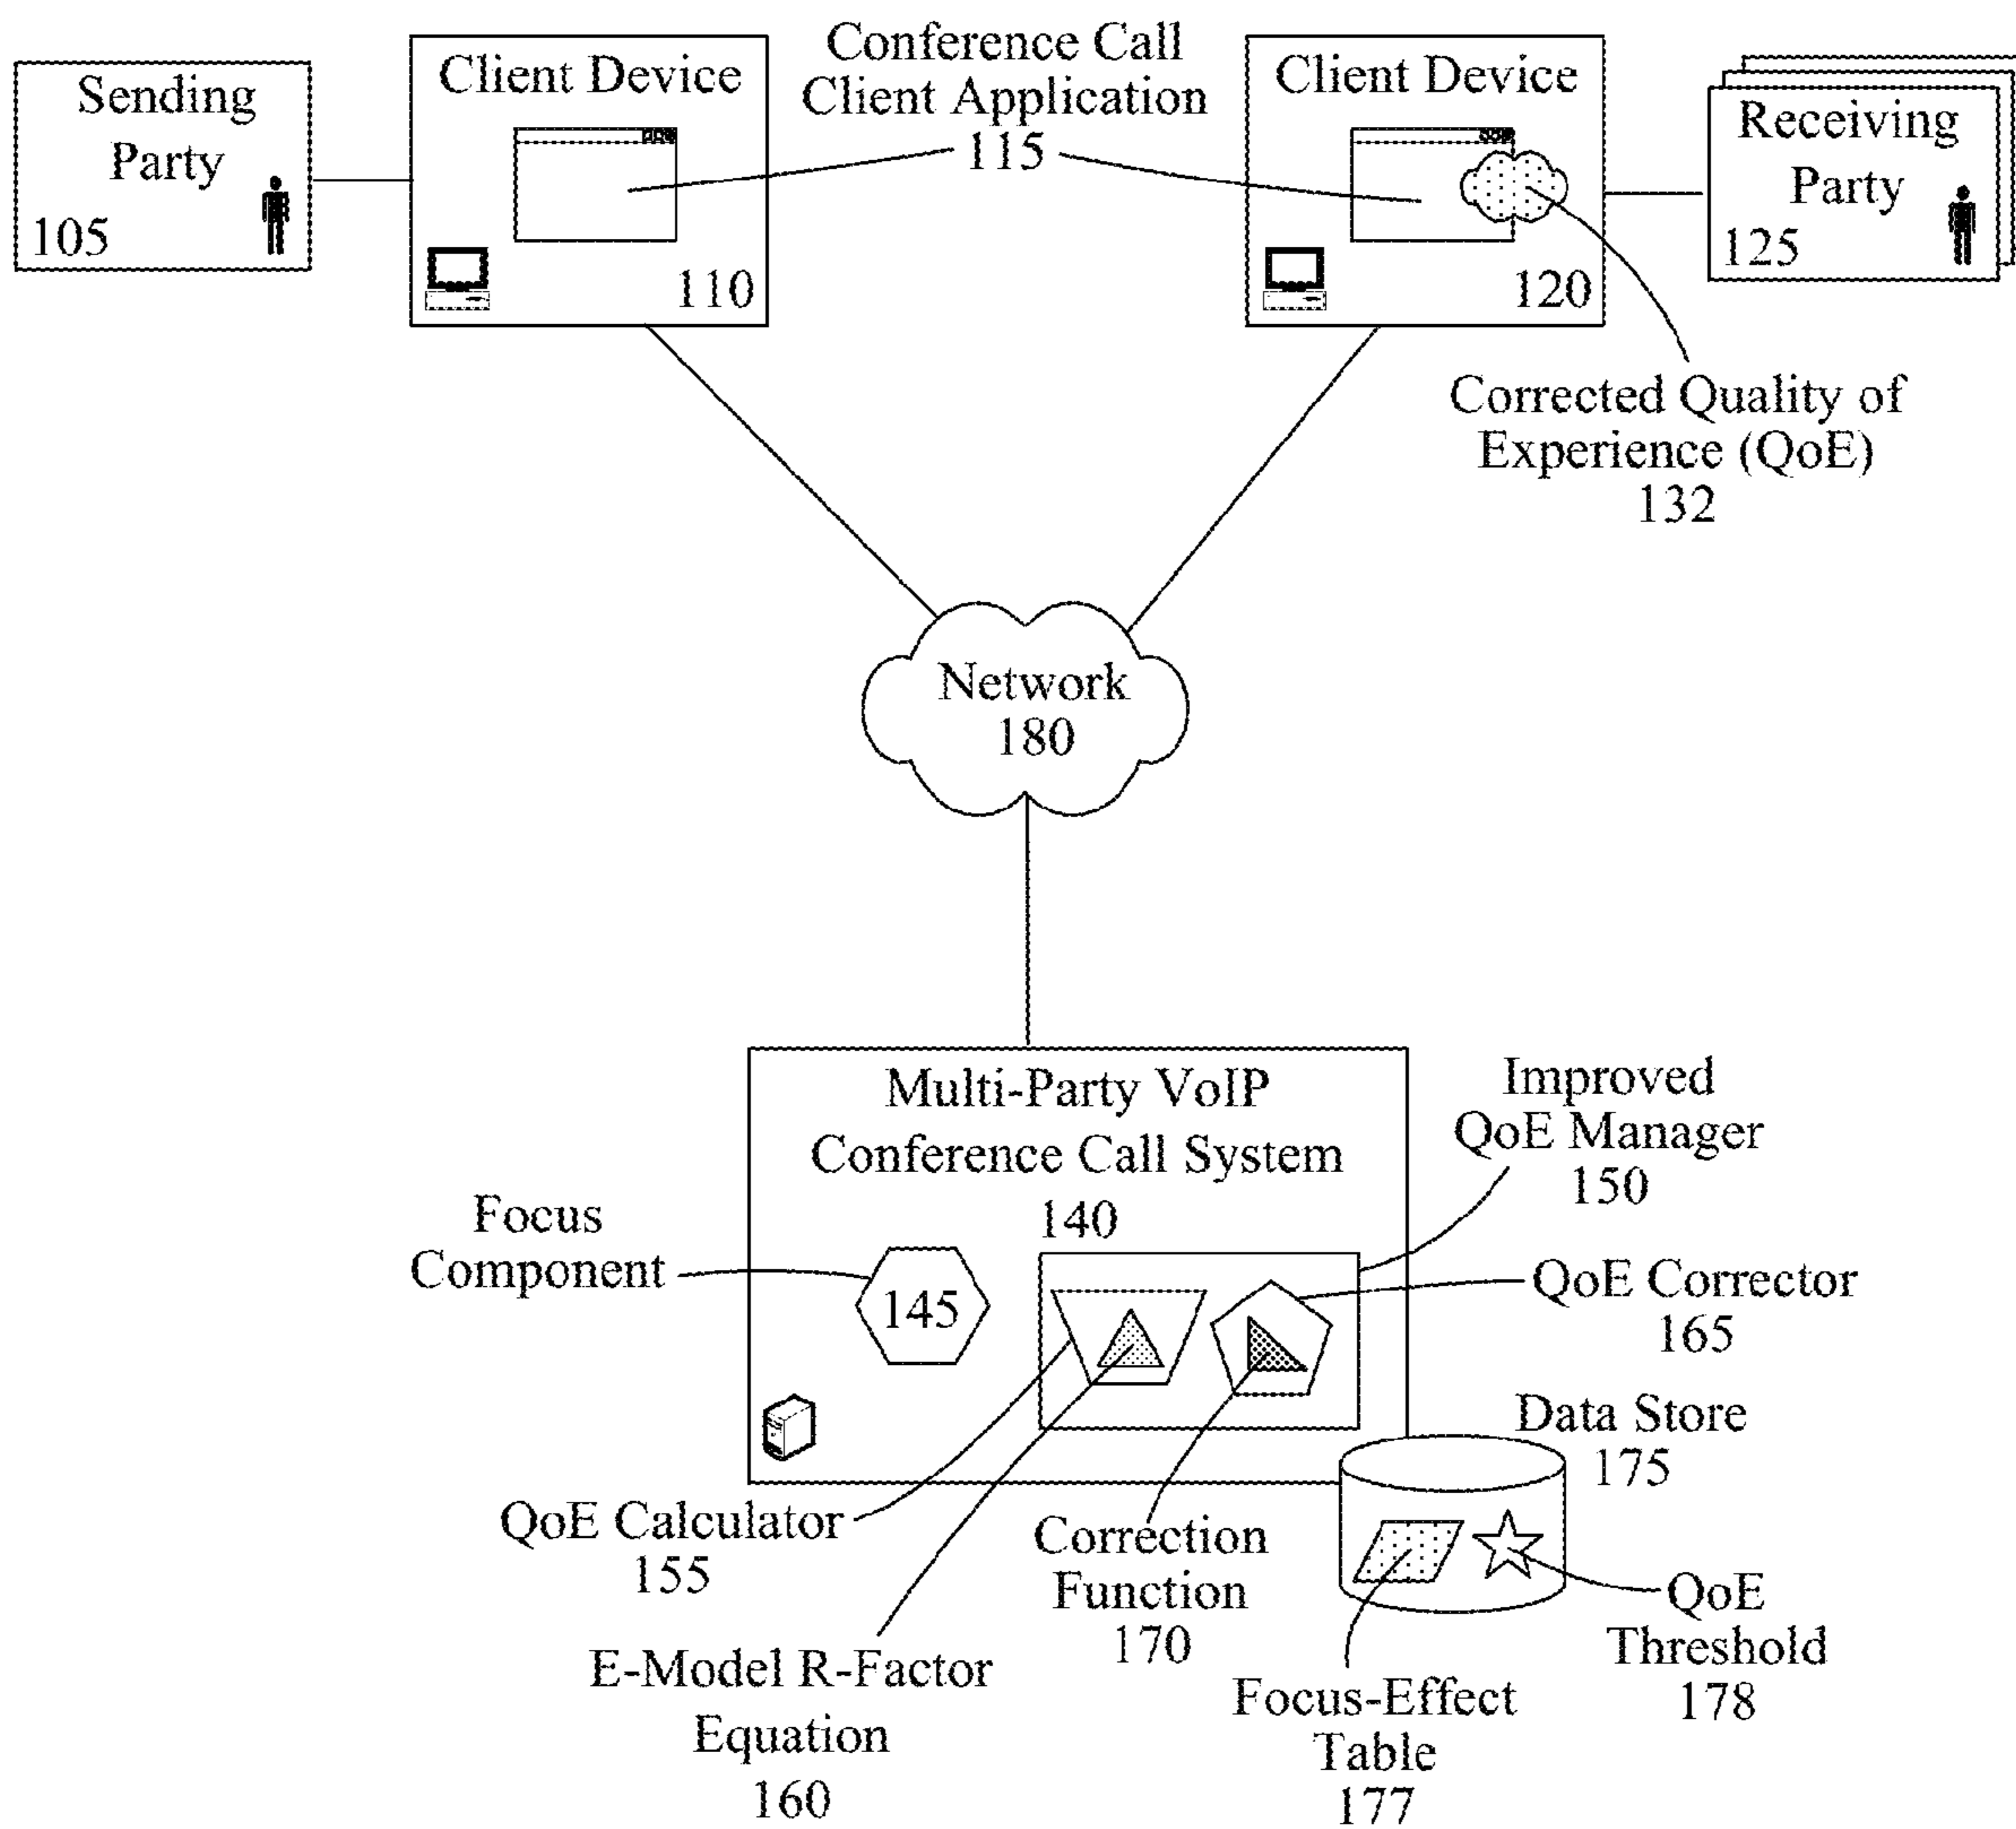 Sending
Party
105
Client Device
110
Conference Call
Client Application
115
Client Device
120
Receiving
Party
125
Corrected Quality of
Experience (QoE)
132
Network
180
Multi-Party VoIP
Conference Call System
140
Improved
QoE Manager
150
Focus
Component
145
QoE Corrector
165
Data Store
175
QoE Calculator
155
Correction
Function
170
QoE
Threshold
178
E-Model R-Factor
Equation
160
Focus-Effect
Table
177